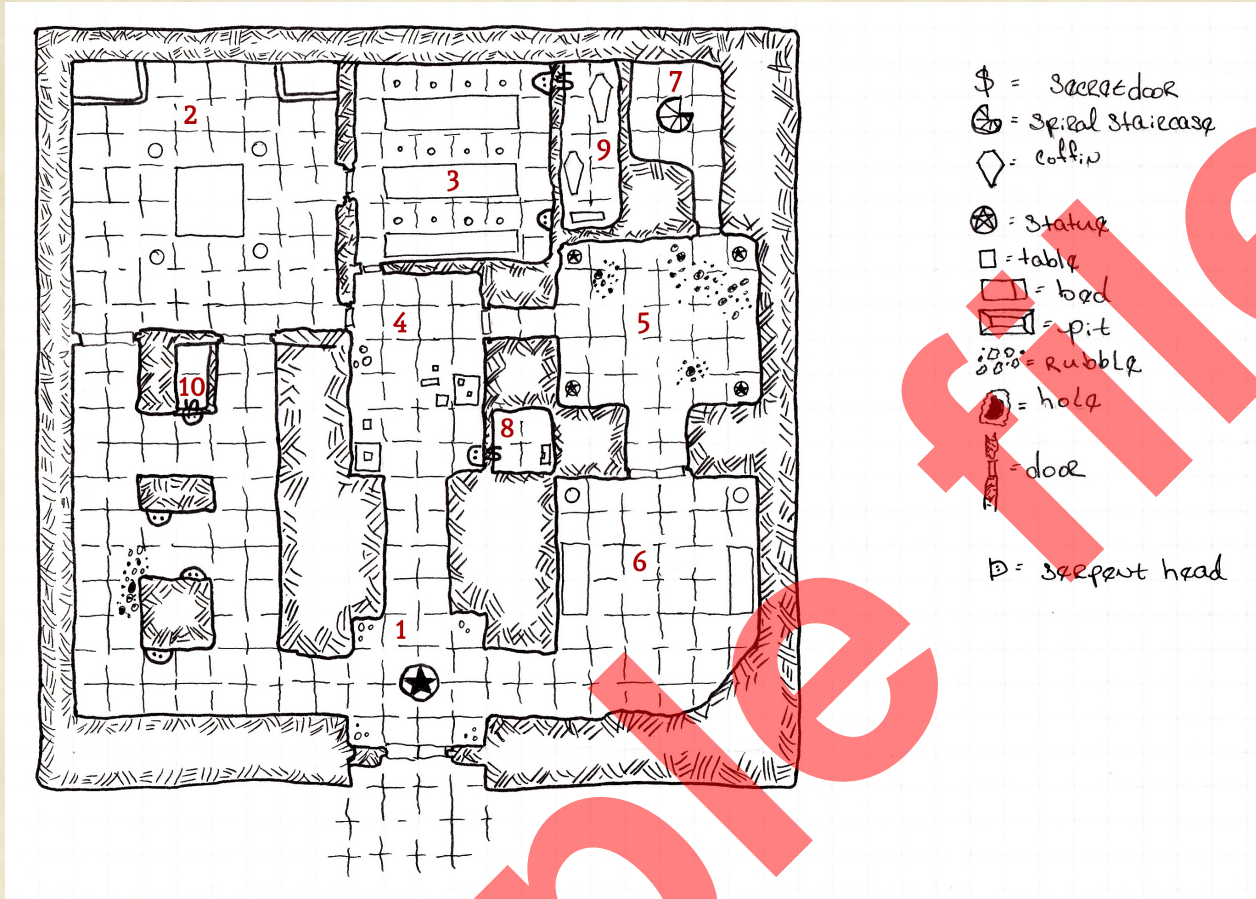 7
2
9
3
4
5
10
8
6
1
$ = secret door
= spiral staircase
= coffin
= statue
= table
= bed
= pit
= Rubble
= hole
= door
= serpent head
ple file